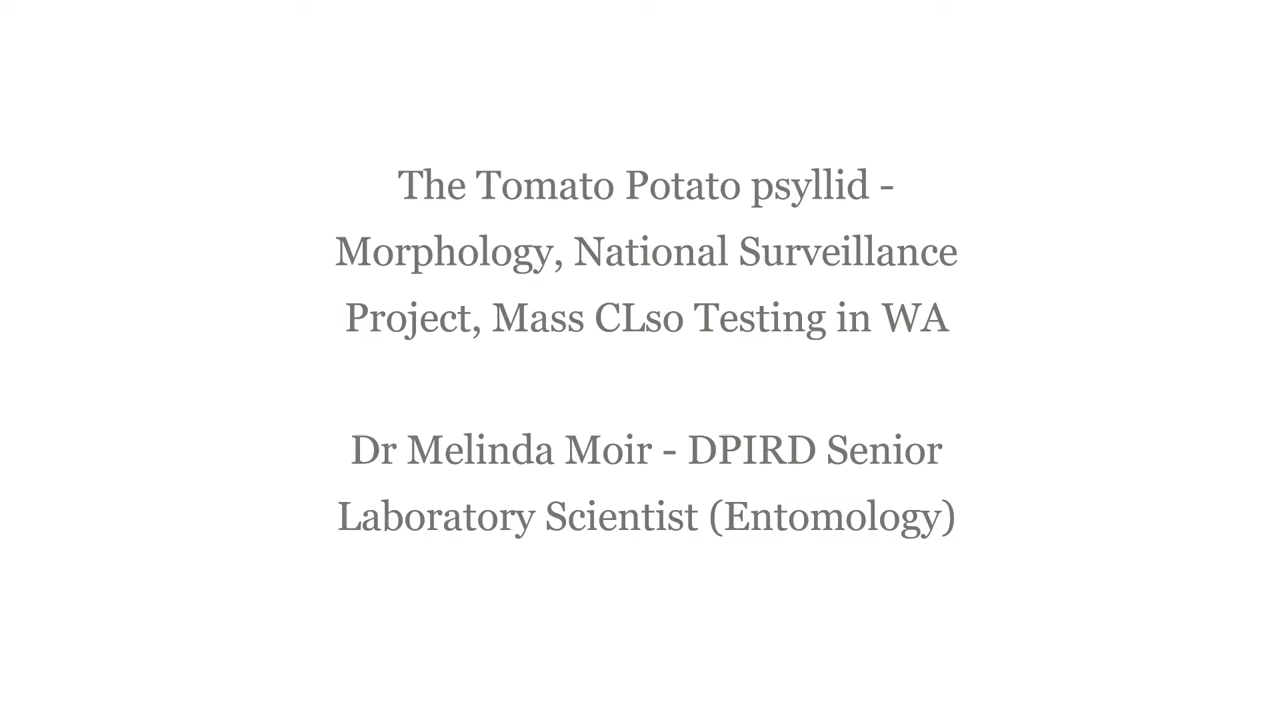 The Tomato Potato psyllid -
Morphology, National Surveillance
Project, Mass CLso Testing in WA
Dr Melinda Moir - DPIRD Senior
Laboratory Scientist (Entomology)